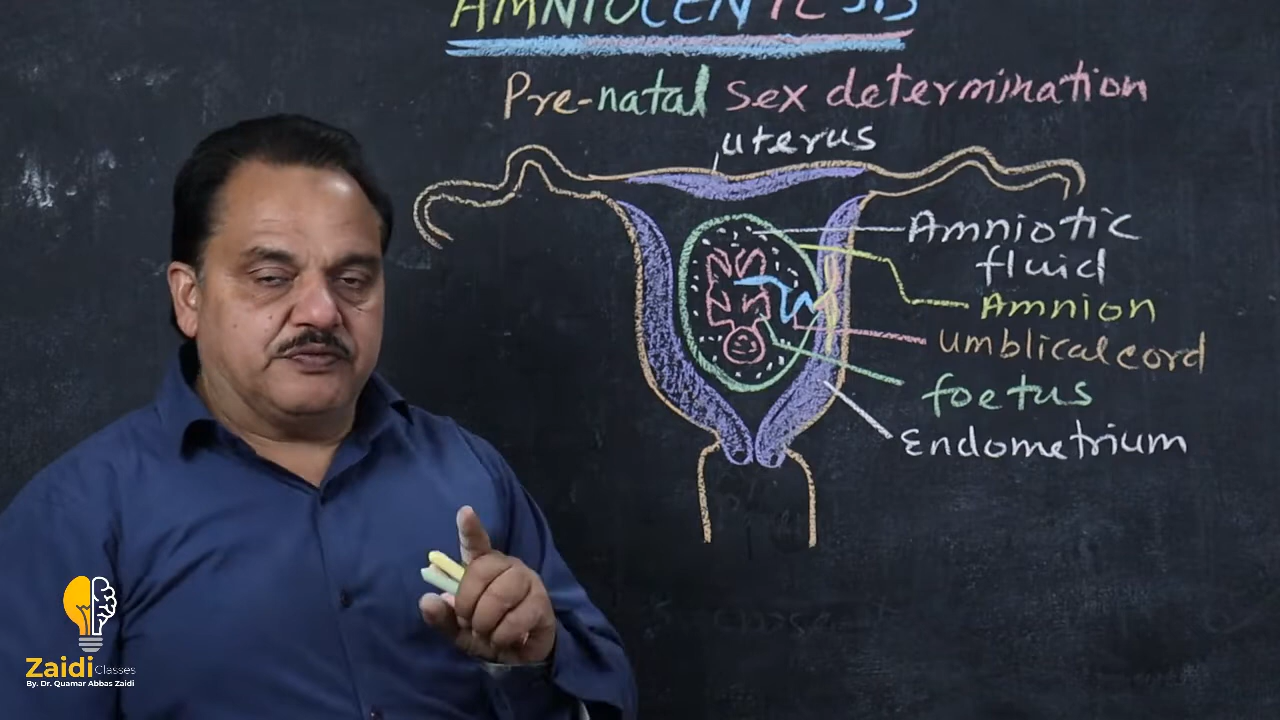 AMNIOCENTESIS
Pre-natal sex determination
uterus
Amniotic
fluid
Amnion
umblical cord
foetus
Endometrium
Zaidi Classes
By. Dr. Quamar Abbas Zaidi